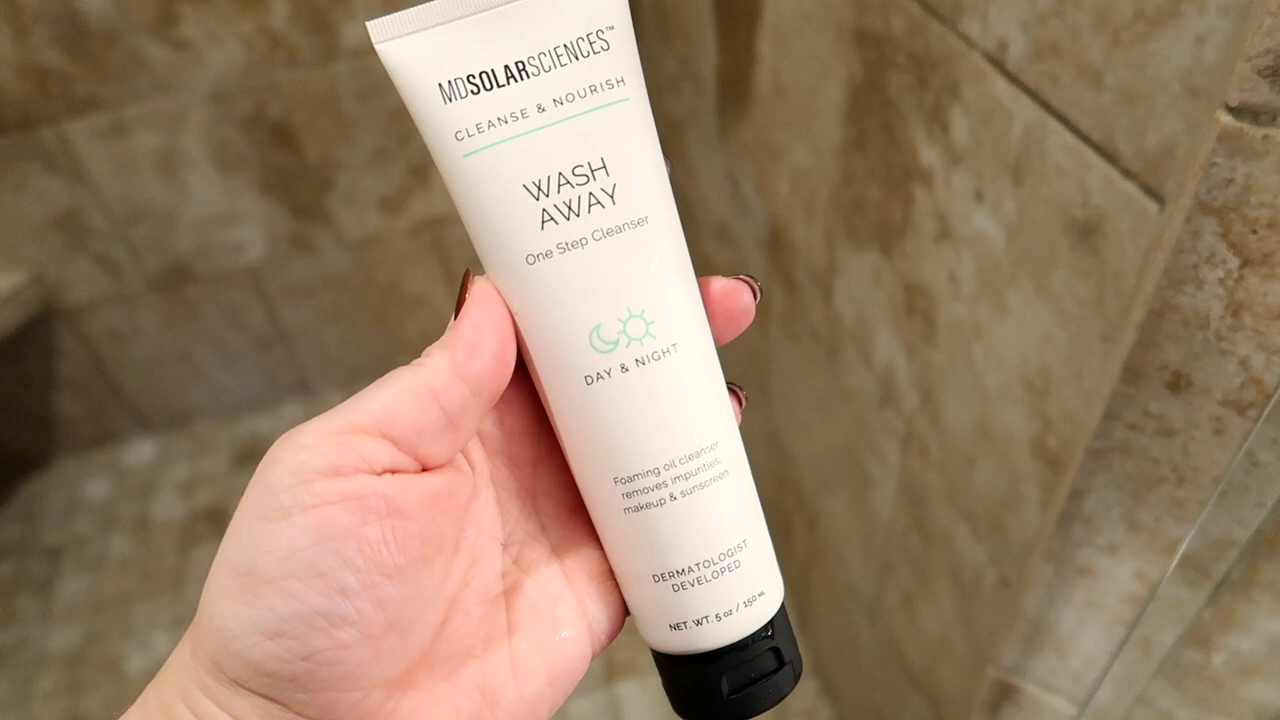 MDSOLARSCIENCES™
CLEANSE & NOURISH
WASH
AWAY
One Step Cleanser
DAY & NIGHT
Foaming oil cleanser
removes impurities,
makeup & sunscreen
DERMATOLOGIST
DEVELOPED
NET. WT. 5 oz / 150 mL